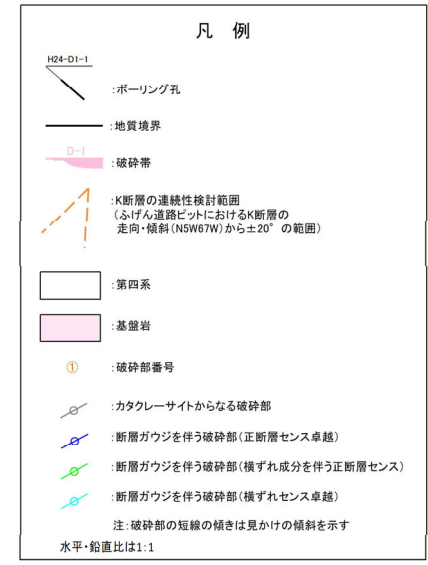 凡 例
H24-D1-1
:ボーリング孔
:地質境界
D-1
:破砕帯
:K断層の連続性検討範囲
(ふげん道路ピットにおけるK断層の
走向・傾斜(N5W67W)から±20°の範囲)
:第四系
:基盤岩
①
:破砕部番号
:カタクレーサイトからなる破砕部
:断層ガウジを伴う破砕部(正断層センス卓越)
:断層ガウジを伴う破砕部(横ずれ成分を伴う正断層センス)
:断層ガウジを伴う破砕部(横ずれセンス卓越)
注:破砕部の短線の傾きは見かけの傾斜を示す
水平・鉛直比は1:1